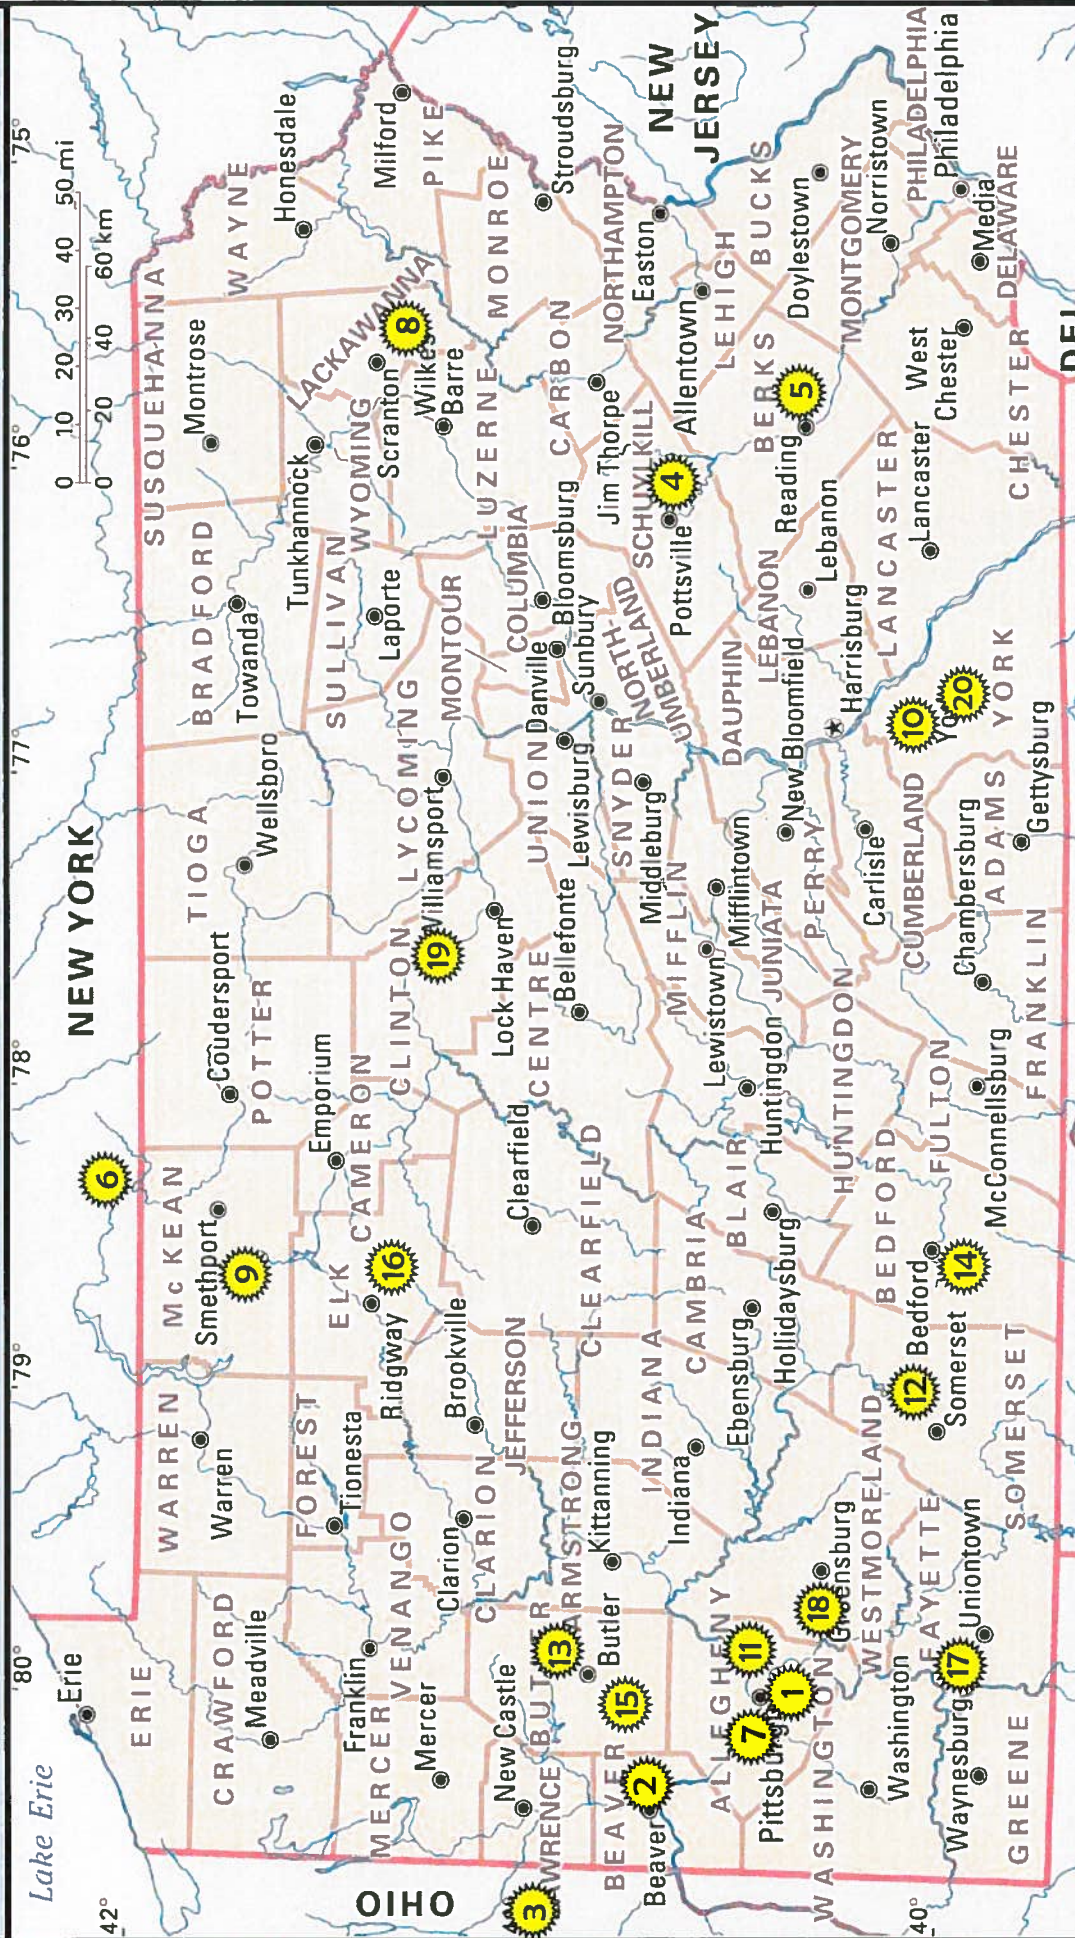 Lake Erie
NEW YORK
NEW
JERSEY
OHIO
DEL
42°
40°
80°
79°
78°
77°
76°
75°
0 10 20 30 40 50 mi
0 20 40 60 km
ERIE
Erie
CRAWFORD
Meadville
WARREN
Warren
McKEAN
Smethport
POTTER
Coudersport
TIOGA
Wellsboro
BRADFORD
Towanda
SUSQUEHANNA
Montrose
WAYNE
Honesdale
PIKE
Milford
MERCER
Mercer
VENANGO
Franklin
FOREST
Tionesta
ELK
Ridgway
CAMERON
Emporium
CLINTON
Lock Haven
LYCOMING
Williamsport
SULLIVAN
Laporte
WYOMING
Tunkhannock
LACKAWANNA
Scranton
Wilkes
Barre
LUZERNE
MONROE
Stroudsburg
LAWRENCE
New Castle
BUTLER
Butler
CLARION
Clarion
JEFFERSON
Brookville
CLEARFIELD
Clearfield
CENTRE
Bellefonte
UNION
Lewisburg
MONTOUR
Danville
COLUMBIA
Bloomsburg
NORTH-
UMBERLAND
Sunbury
SNYDER
Middleburg
CARBON
Jim Thorpe
NORTHAMPTON
Easton
SCHUYLKILL
Pottsville
LEHIGH
Allentown
BEAVER
Beaver
ARMSTRONG
Kittanning
INDIANA
Indiana
CAMBRIA
Ebensburg
BLAIR
Hollidaysburg
HUNTINGDON
Huntingdon
MIFFLIN
Lewistown
JUNIATA
Mifflintown
PERRY
New Bloomfield
DAUPHIN
Harrisburg
LEBANON
Lebanon
BERKS
Reading
BUCKS
Doylestown
MONTGOMERY
Norristown
PHILADELPHIA
Philadelphia
DELAWARE
Media
CHESTER
West
Chester
LANCASTER
Lancaster
YORK
Yo
ADAMS
Gettysburg
CUMBERLAND
Carlisle
FRANKLIN
Chambersburg
FULTON
McConnellsburg
BEDFORD
Bedford
SOMERSET
Somerset
WESTMORELAND
Greensburg
FAYETTE
Uniontown
ALLEGHENY
Pittsburgh
WASHINGTON
Washington
GREENE
Waynesburg
1
2
3
4
5
6
7
8
9
10
11
12
13
14
15
16
17
18
19
20